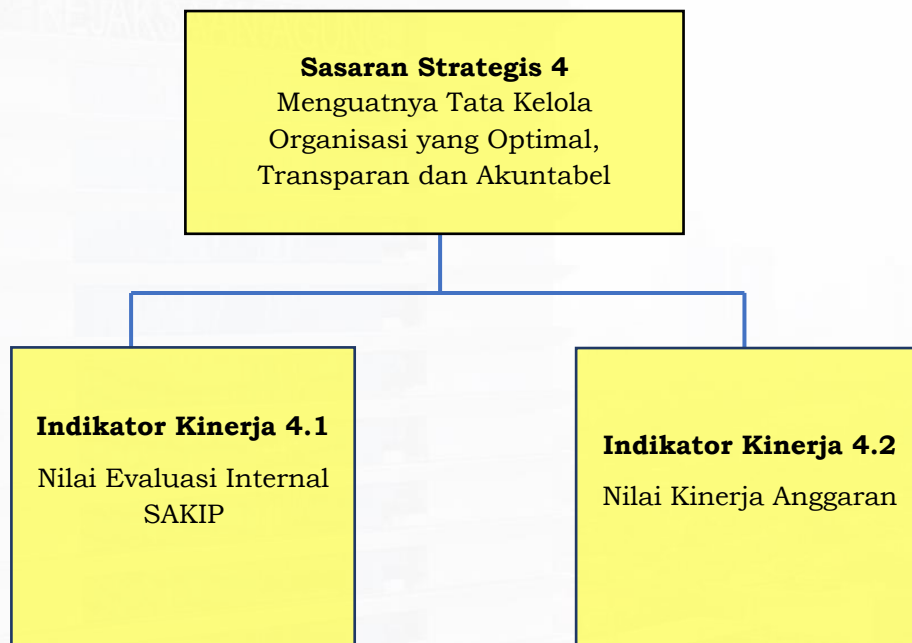 Sasaran Strategis 4
Menguatnya Tata Kelola
Organisasi yang Optimal,
Transparan dan Akuntabel
Indikator Kinerja 4.1
Nilai Evaluasi Internal
SAKIP
Indikator Kinerja 4.2
Nilai Kinerja Anggaran